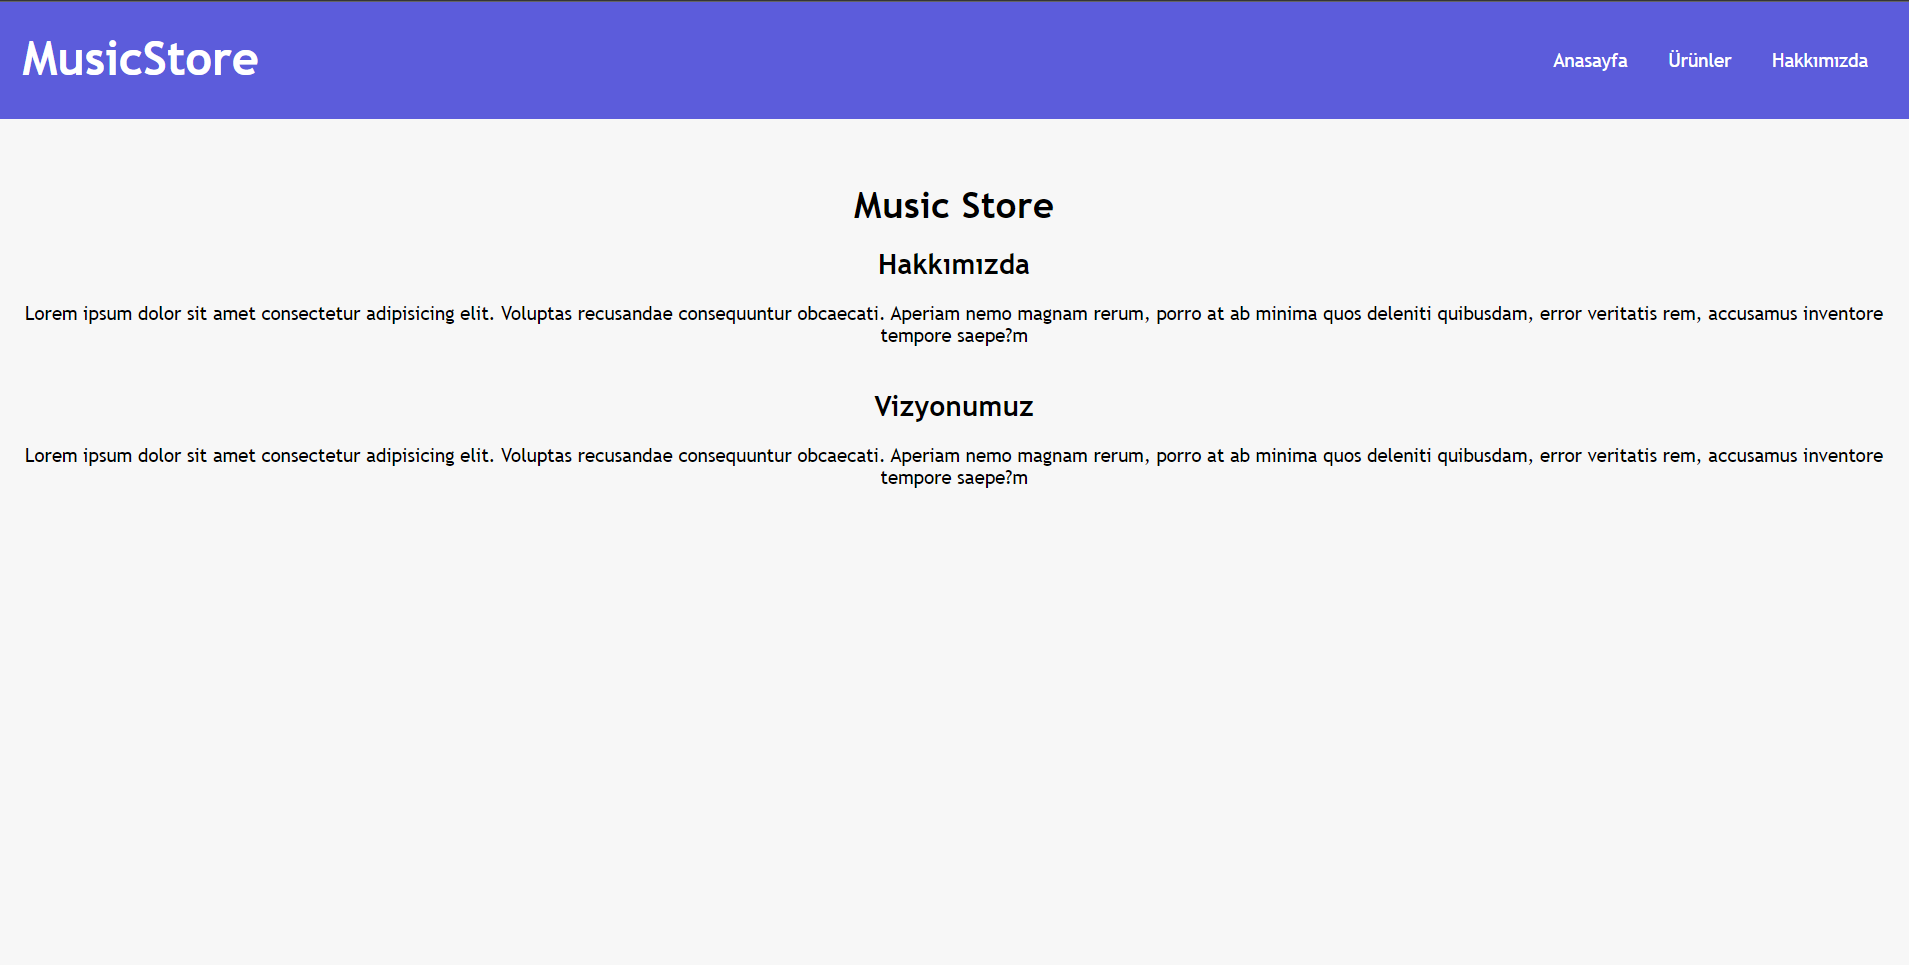 MusicStore
Anasayfa Ürünler Hakkımızda
Music Store
Hakkımızda
Lorem ipsum dolor sit amet consectetur adipisicing elit. Voluptas recusandae consequuntur obcaecati. Aperiam nemo magnam rerum, porro at ab minima quos deleniti quibusdam, error veritatis rem, accusamus inventore
tempore saepe?m
Vizyonumuz
Lorem ipsum dolor sit amet consectetur adipisicing elit. Voluptas recusandae consequuntur obcaecati. Aperiam nemo magnam rerum, porro at ab minima quos deleniti quibusdam, error veritatis rem, accusamus inventore
tempore saepe?m